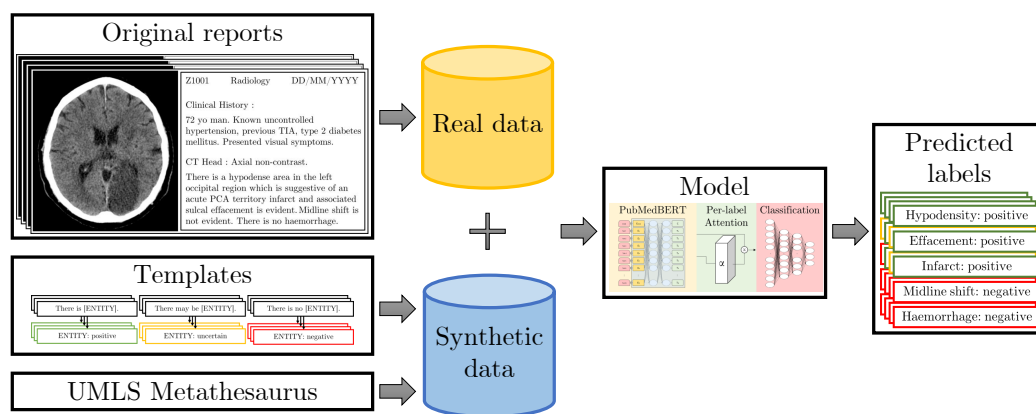 Original reports
Z1001 Radiology DD/MM/YYYY
Clinical History :
72 yo man. Known uncontrolled
hypertension, previous TIA, type 2 diabetes
mellitus. Presented visual symptoms.
CT Head : Axial non-contrast.
There is a hypodense area in the left
occipital region which is suggestive of an
acute PCA territory infarct and associated
sulcal effacement is evident. Midline shift is
not evident. There is no haemorrhage.
Templates
There is [ENTITY]. There may be [ENTITY]. There is no [ENTITY].
ENTITY: positive ENTITY: uncertain ENTITY: negative
UMLS Metathesaurus
Real data
+
Synthetic
data
Model
PubMedBERT Per-label Classification
Attention
α
Predicted
labels
Hypodensity: positive
Effacement: positive
Infarct: positive
Midline shift: negative
Haemorrhage: negative